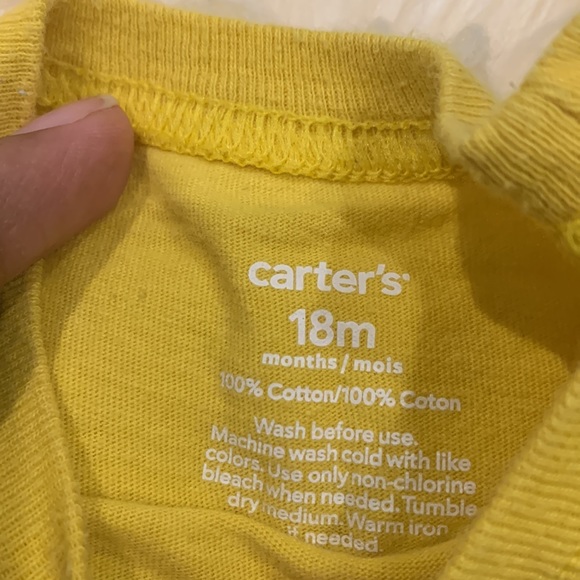 carter's
18m
months / mois
100% Cotton/100% Coton
Wash before use.
Machine wash cold with like
colors. Use only non-chlorine
bleach when needed. Tumble
dry medium. Warm iron
if needed.